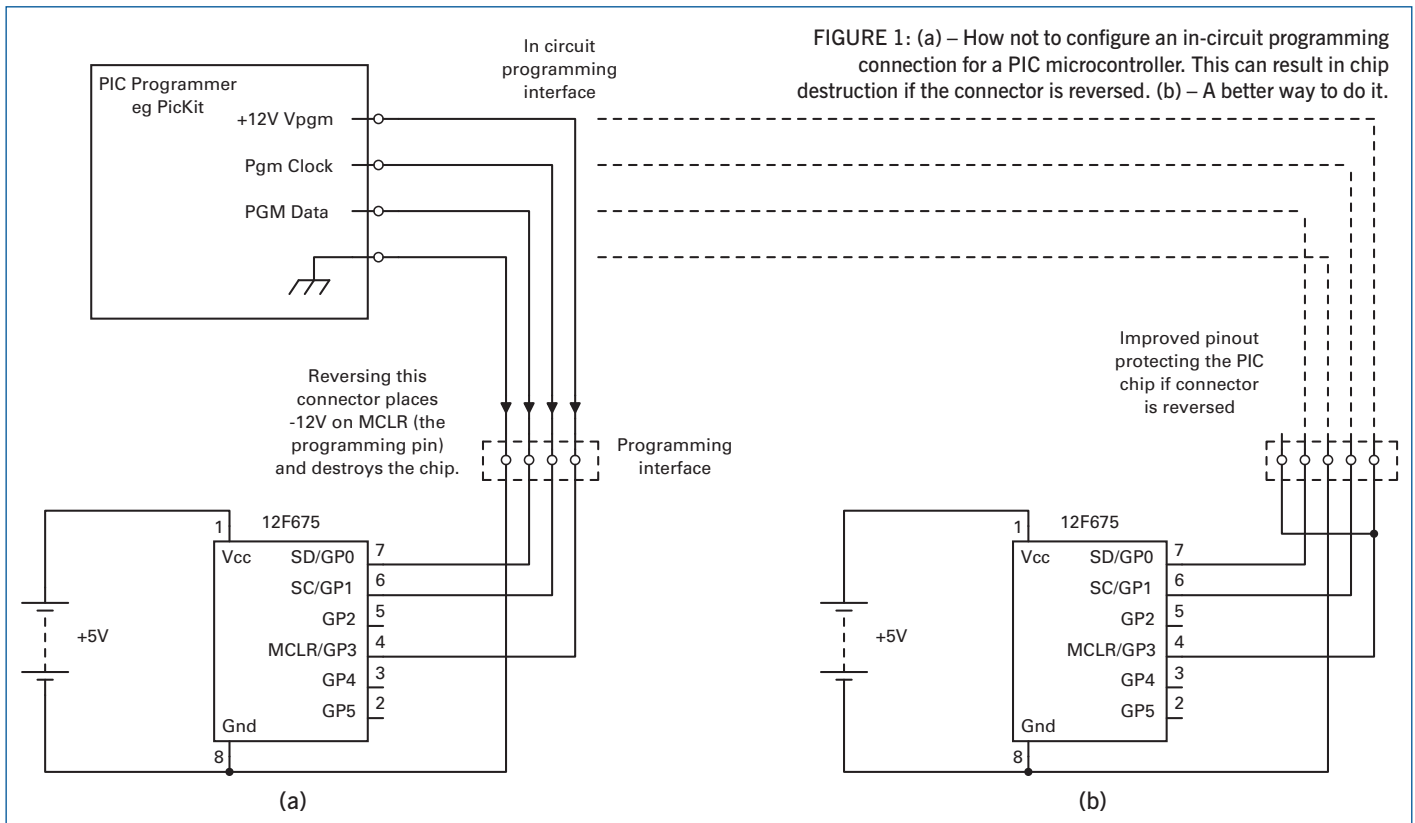 FIGURE 1: (a) – How not to configure an in-circuit programming
connection for a PIC microcontroller. This can result in chip
destruction if the connector is reversed. (b) – A better way to do it.
In circuit
programming
interface
PIC Programmer
eg PicKit
+12V Vpgm
Pgm Clock
PGM Data
Reversing this
connector places
-12V on MCLR (the
programming pin)
and destroys the chip.
Programming
interface
Improved pinout
protecting the PIC
chip if connector
is reversed
1
12F675
Vcc
SD/GP0
7
SC/GP1
6
GP2
5
MCLR/GP3
4
GP4
3
GP5
2
Gnd
8
+5V
(a)
1
12F675
Vcc
SD/GP0
7
SC/GP1
6
GP2
5
MCLR/GP3
4
GP4
3
GP5
2
Gnd
8
+5V
(b)